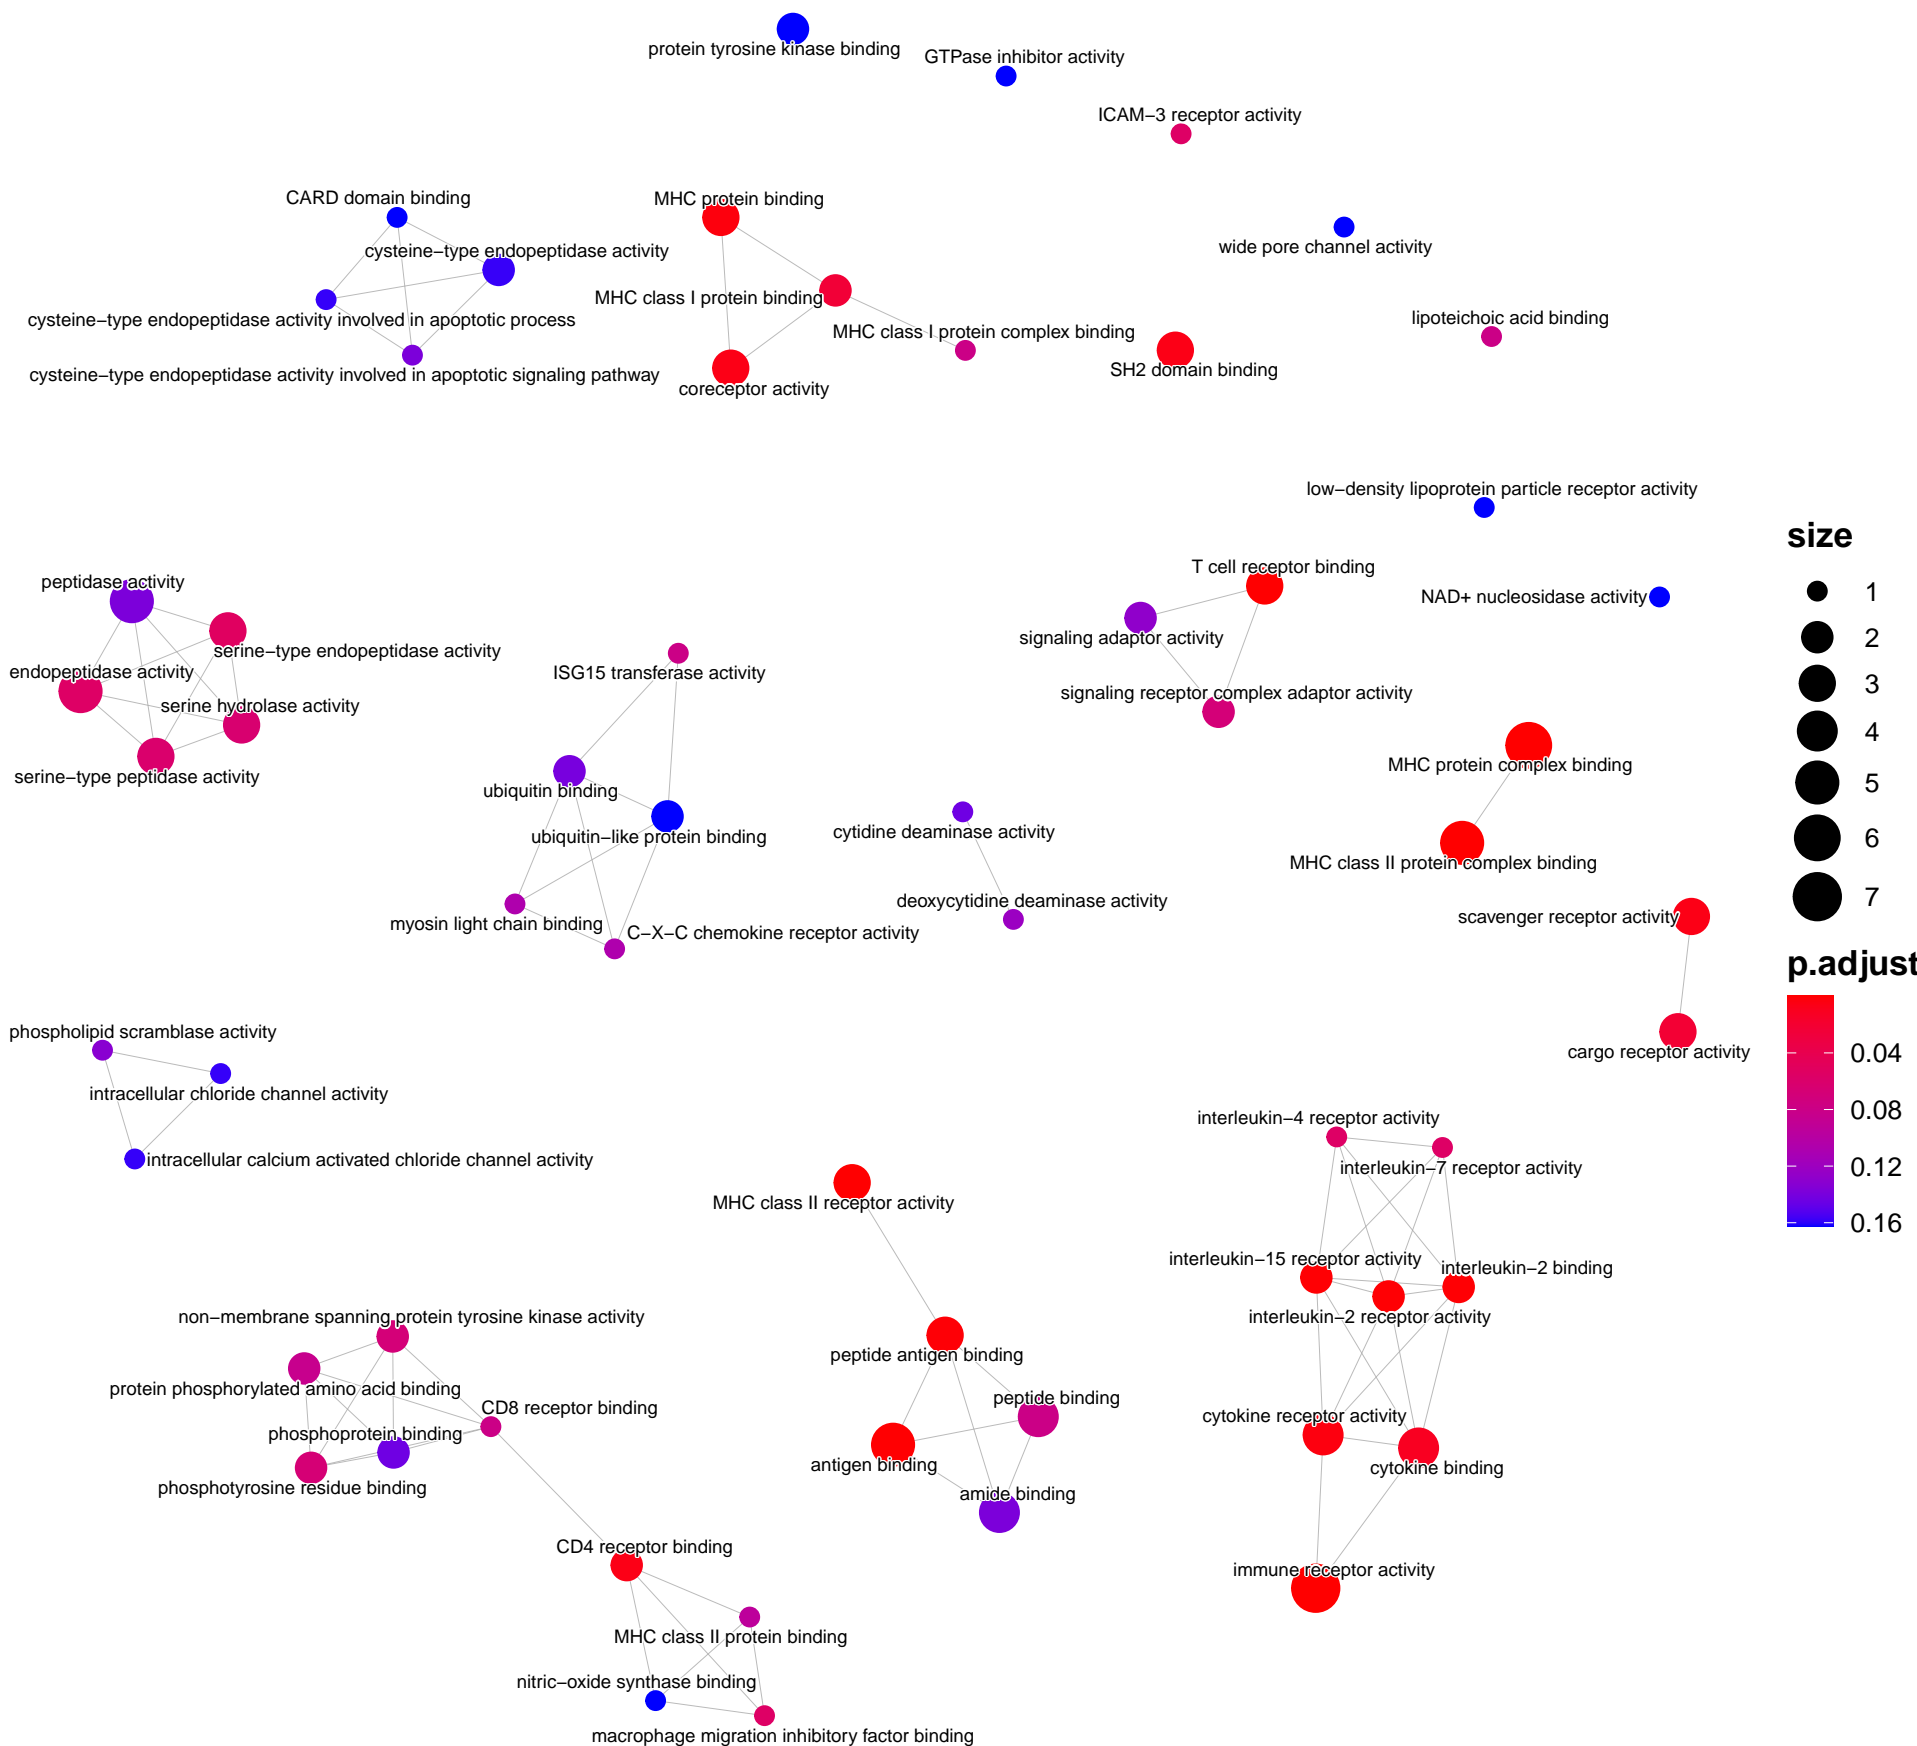 protein tyrosine kinase binding
GTPase inhibitor activity
ICAM−3 receptor activity
CARD domain binding
MHC protein binding
cysteine−type endopeptidase activity
wide pore channel activity
MHC class I protein binding
cysteine−type endopeptidase activity involved in apoptotic process
MHC class I protein complex binding
lipoteichoic acid binding
cysteine−type endopeptidase activity involved in apoptotic signaling pathway
coreceptor activity
SH2 domain binding
low−density lipoprotein particle receptor activity
T cell receptor binding
NAD+ nucleosidase activity
peptidase activity
signaling adaptor activity
serine−type endopeptidase activity
endopeptidase activity
ISG15 transferase activity
signaling receptor complex adaptor activity
serine hydrolase activity
serine−type peptidase activity
MHC protein complex binding
ubiquitin binding
ubiquitin−like protein binding
cytidine deaminase activity
MHC class II protein complex binding
deoxycytidine deaminase activity
myosin light chain binding
C−X−C chemokine receptor activity
scavenger receptor activity
cargo receptor activity
phospholipid scramblase activity
intracellular chloride channel activity
intracellular calcium activated chloride channel activity
interleukin−4 receptor activity
interleukin−7 receptor activity
MHC class II receptor activity
interleukin−15 receptor activity
interleukin−2 binding
interleukin−2 receptor activity
non−membrane spanning protein tyrosine kinase activity
peptide antigen binding
protein phosphorylated amino acid binding
peptide binding
CD8 receptor binding
cytokine receptor activity
phosphoprotein binding
antigen binding
cytokine binding
phosphotyrosine residue binding
amide binding
CD4 receptor binding
immune receptor activity
MHC class II protein binding
nitric−oxide synthase binding
macrophage migration inhibitory factor binding
size
1
2
3
4
5
6
7
p.adjust
0.04
0.08
0.12
0.16